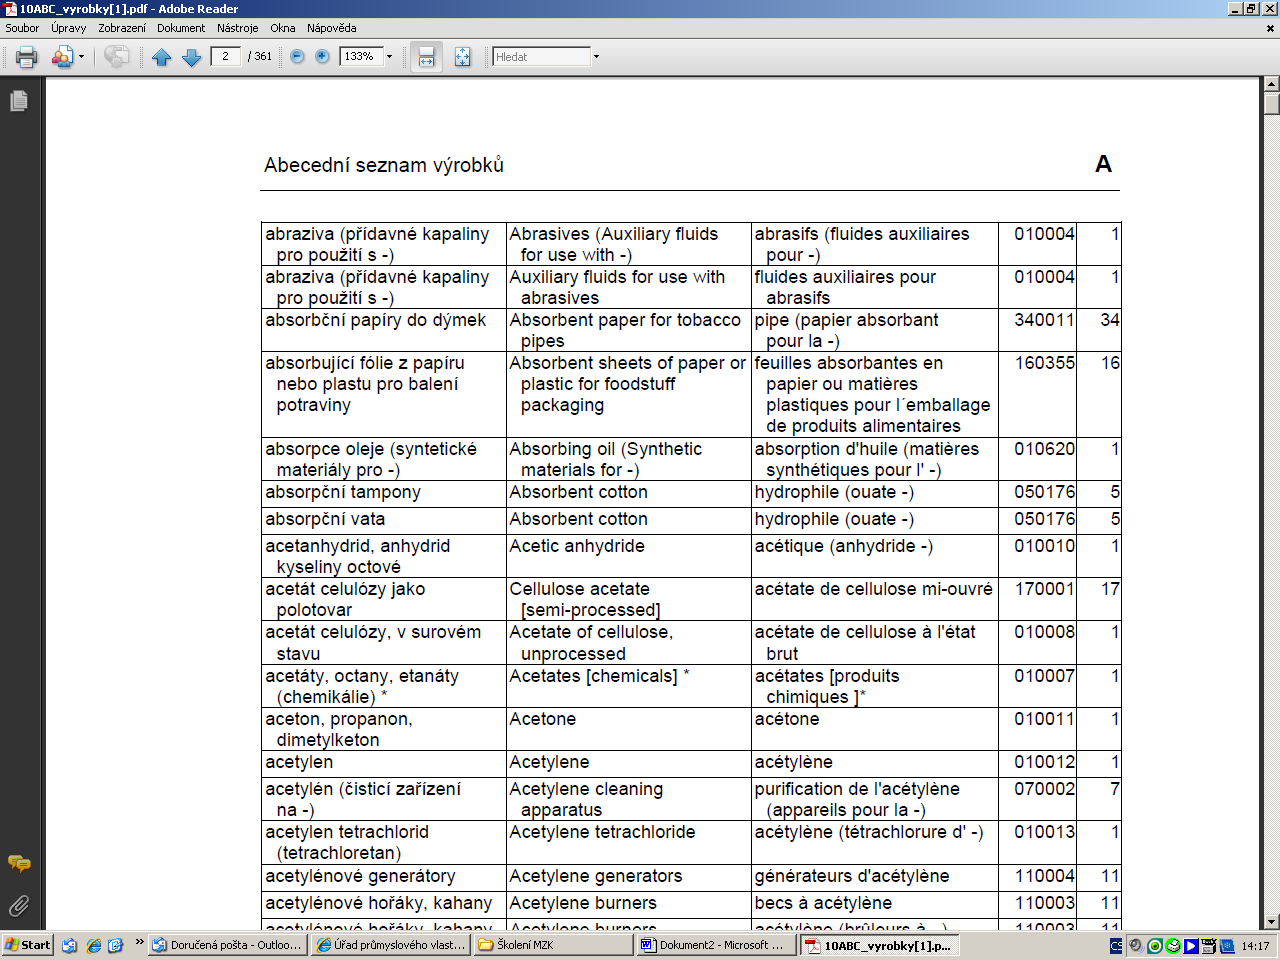 10ABC_vyrobky[1].pdf - Adobe Reader
Soubor Úpravy Zobrazení Dokument Nástroje Okna Nápověda
2 / 361 133% Hledat
Abecední seznam výrobků A
abraziva (přídavné kapaliny Abrasives (Auxiliary fluids abrasifs (fluides auxiliaires 010004 1
pro použití s -) for use with -) pour -)
abraziva (přídavné kapaliny Auxiliary fluids for use with fluides auxiliaires pour 010004 1
pro použití s -) abrasives abrasifs
absorbční papíry do dýmek Absorbent paper for tobacco pipe (papier absorbant 340011 34
pipes pour la -)
absorbující fólie z papíru Absorbent sheets of paper or feuilles absorbantes en 160355 16
nebo plastu pro balení plastic for foodstuff papier ou matières
potraviny packaging plastiques pour l´emballage
de produits alimentaires
absorpce oleje (syntetické Absorbing oil (Synthetic absorption d'huile (matières 010620 1
materiály pro -) materials for -) synthétiques pour l' -)
absorpční tampony Absorbent cotton hydrophile (ouate -) 050176 5
absorpční vata Absorbent cotton hydrophile (ouate -) 050176 5
acetanhydrid, anhydrid Acetic anhydride acétique (anhydride -) 010010 1
kyseliny octové
acetát celulózy jako Cellulose acetate acétate de cellulose mi-ouvré 170001 17
polotovar [semi-processed]
acetát celulózy, v surovém Acetate of cellulose, acétate de cellulose à l'état 010008 1
stavu unprocessed brut
acetáty, octany, etanáty Acetates [chemicals] * acétates [produits 010007 1
(chemikálie) * chimiques ]*
aceton, propanon, Acetone acétone 010011 1
dimetylketon
acetylen Acetylene acétylène 010012 1
acetylén (čisticí zařízení Acetylene cleaning purification de l'acétylène 070002 7
na -) apparatus (appareils pour la -)
acetylen tetrachlorid Acetylene tetrachloride acétylène (tétrachlorure d' -) 010013 1
(tetrachloretan)
acetylénové generátory Acetylene generators générateurs d'acétylène 110004 11
acetylénové hořáky, kahany Acetylene burners becs à acétylène 110003 11
acetylénové hořáky, kahany Acetylene burners acétylène (brûleurs à -) 110003 11
Start Doručená pošta - Outloo... Úřad průmyslového vlast... Školení MZK Dokument2 - Microsoft ... 10ABC_vyrobky[1].p... CS 14:17